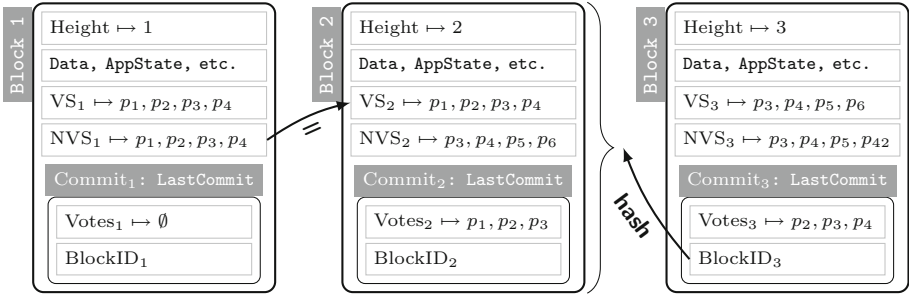 Block 1
Height ↦ 1
Data, AppState, etc.
VS₁ ↦ p₁, p₂, p₃, p₄
NVS₁ ↦ p₁, p₂, p₃, p₄
Commit₁: LastCommit
Votes₁ ↦ ∅
BlockID₁
=
Block 2
Height ↦ 2
Data, AppState, etc.
VS₂ ↦ p₁, p₂, p₃, p₄
NVS₂ ↦ p₃, p₄, p₅, p₆
Commit₂: LastCommit
Votes₂ ↦ p₁, p₂, p₃
BlockID₂
hash
Block 3
Height ↦ 3
Data, AppState, etc.
VS₃ ↦ p₃, p₄, p₅, p₆
NVS₃ ↦ p₃, p₄, p₅, p₄₂
Commit₃: LastCommit
Votes₃ ↦ p₂, p₃, p₄
BlockID₃